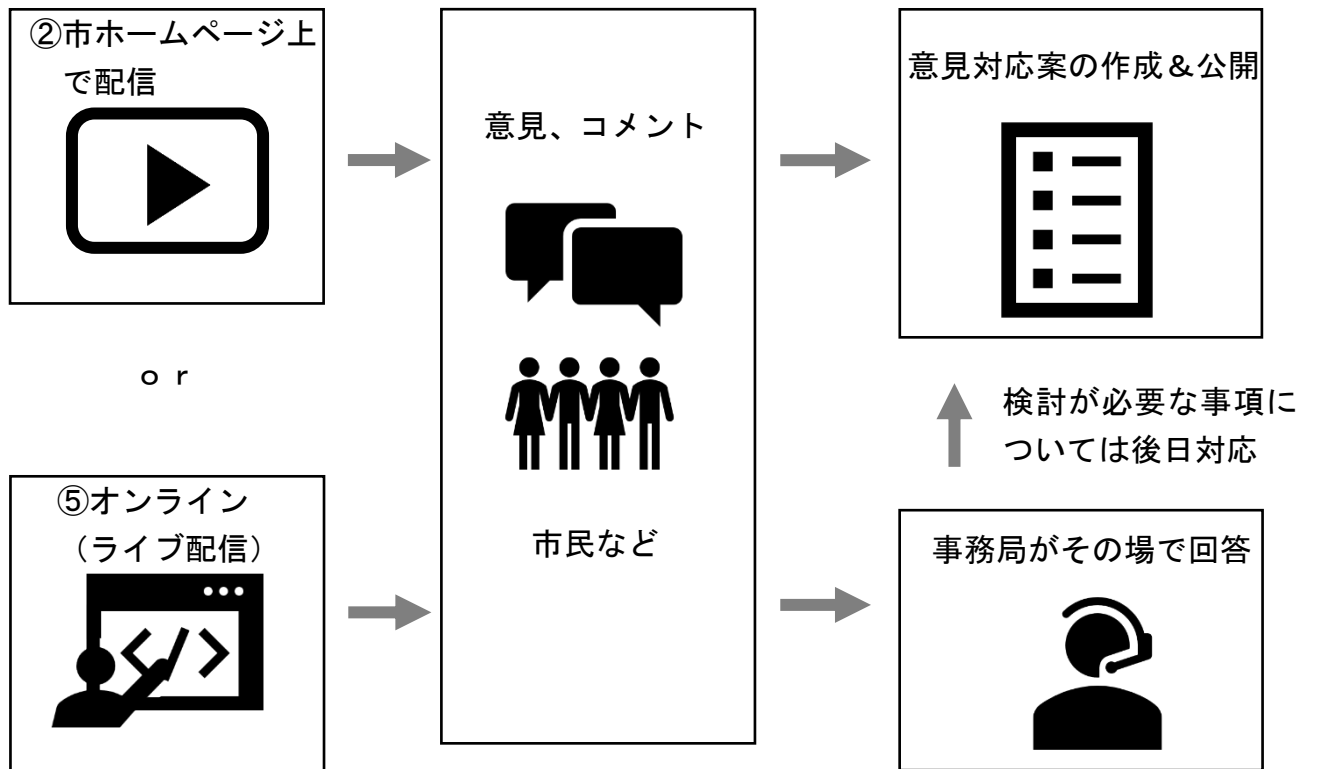 ②市ホームページ上
で配信
or
⑤オンライン
（ライブ配信）
意見、コメント
市民など
意見対応案の作成＆公開
検討が必要な事項に
ついては後日対応
事務局がその場で回答